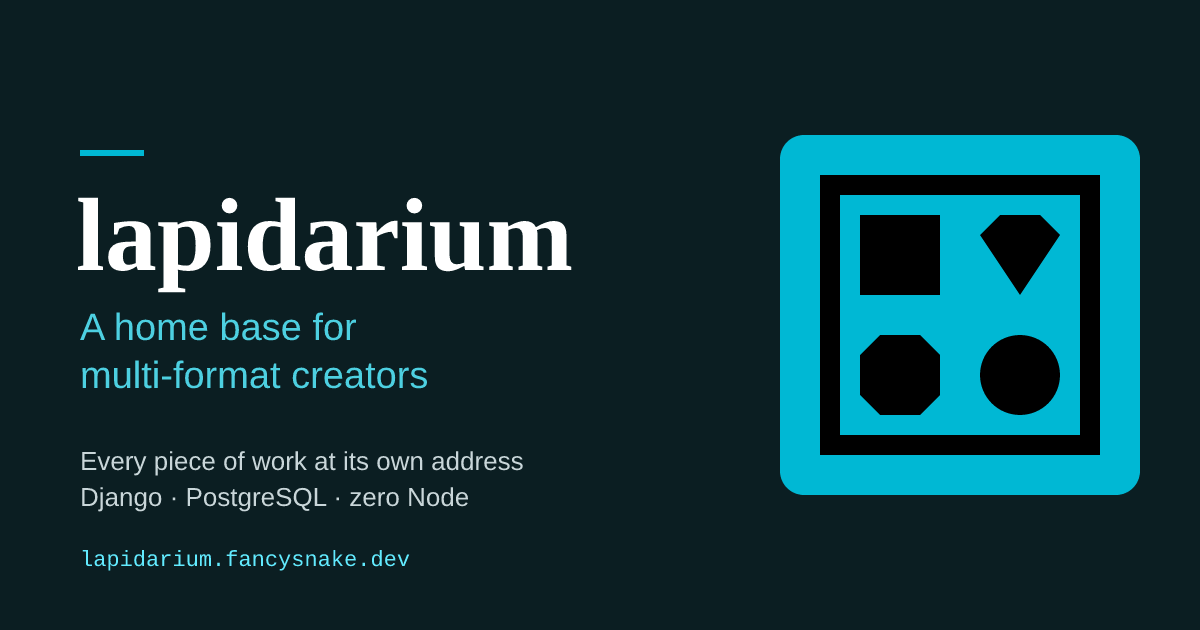 lapidarium
A home base for
multi-format creators
Every piece of work at its own address
Django · PostgreSQL · zero Node
lapidarium.fancysnake.dev